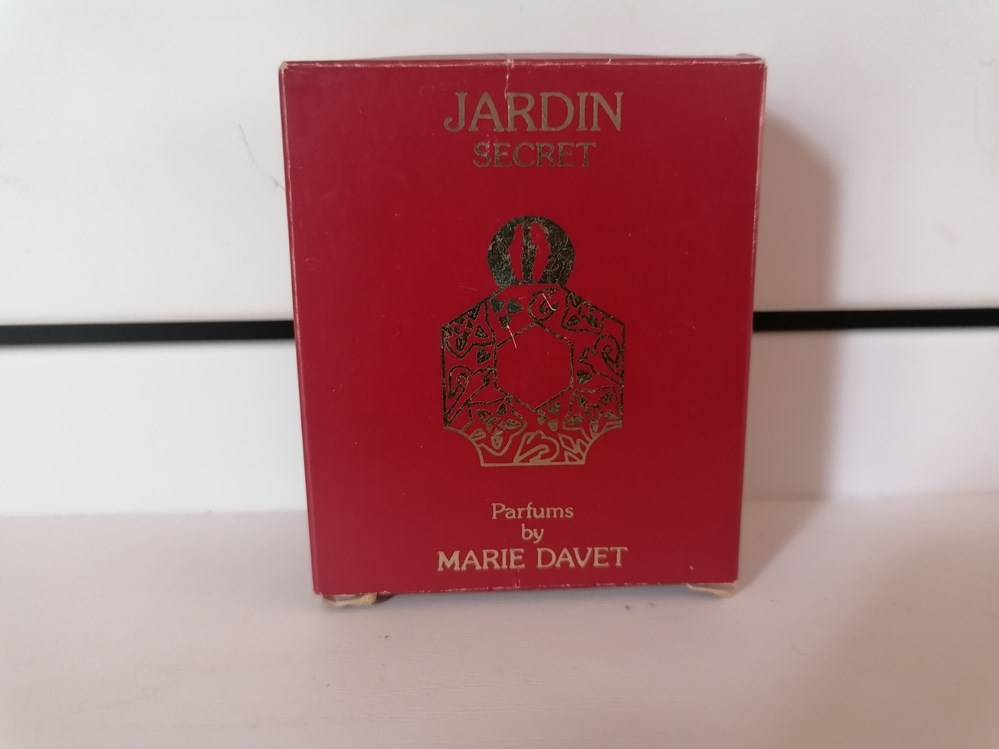 JARDIN
SECRET
Parfums
by
MARIE DAVET